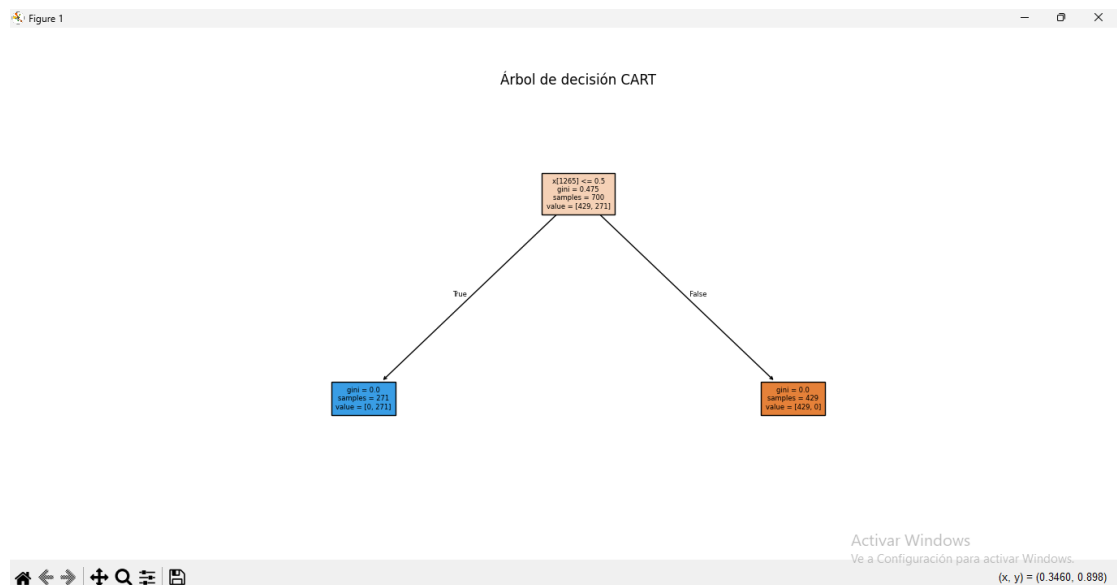 Figure 1
Árbol de decisión CART
x[1265] <= 0.5
gini = 0.475
samples = 700
value = [429, 271]
True
False
gini = 0.0
samples = 271
value = [0, 271]
gini = 0.0
samples = 429
value = [429, 0]
Activar Windows
Ve a Configuración para activar Windows.
(x, y) = (0.3460, 0.898)